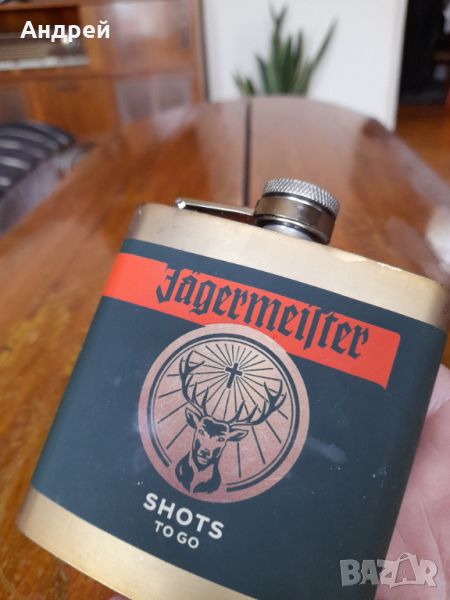 Андрей
Jägermeiſter
SHOTS
TO GO
BAZAR.bg